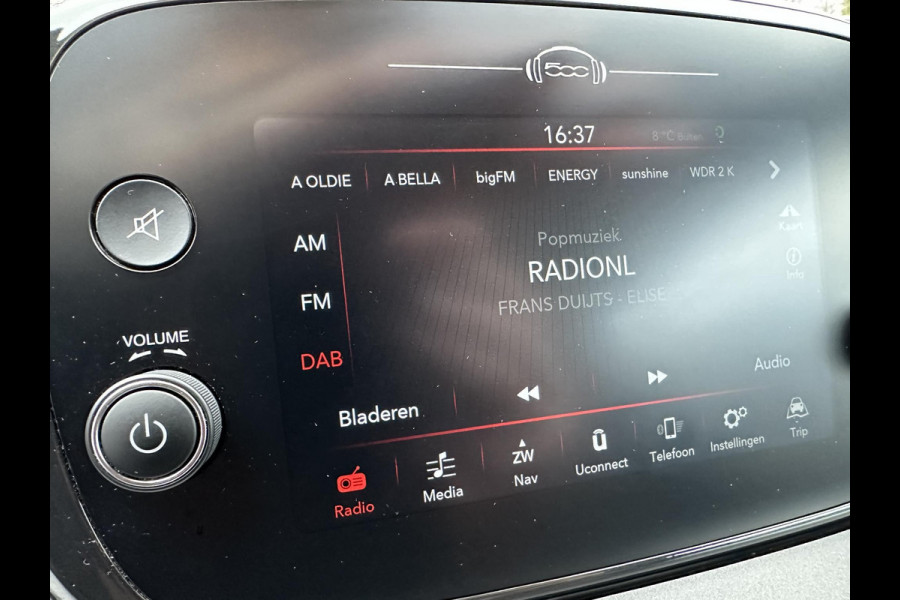 500
16:37 8°C Buiten
A OLDIE A BELLA bigFM ENERGY sunshine WDR 2 K
Kaart
AM
Popmuziek
RADIONL
Info
FM
FRANS DUIJTS - ELISE
VOLUME
DAB
Audio
Bladeren
Radio Media Nav Uconnect Telefoon Instellingen Trip
ZW